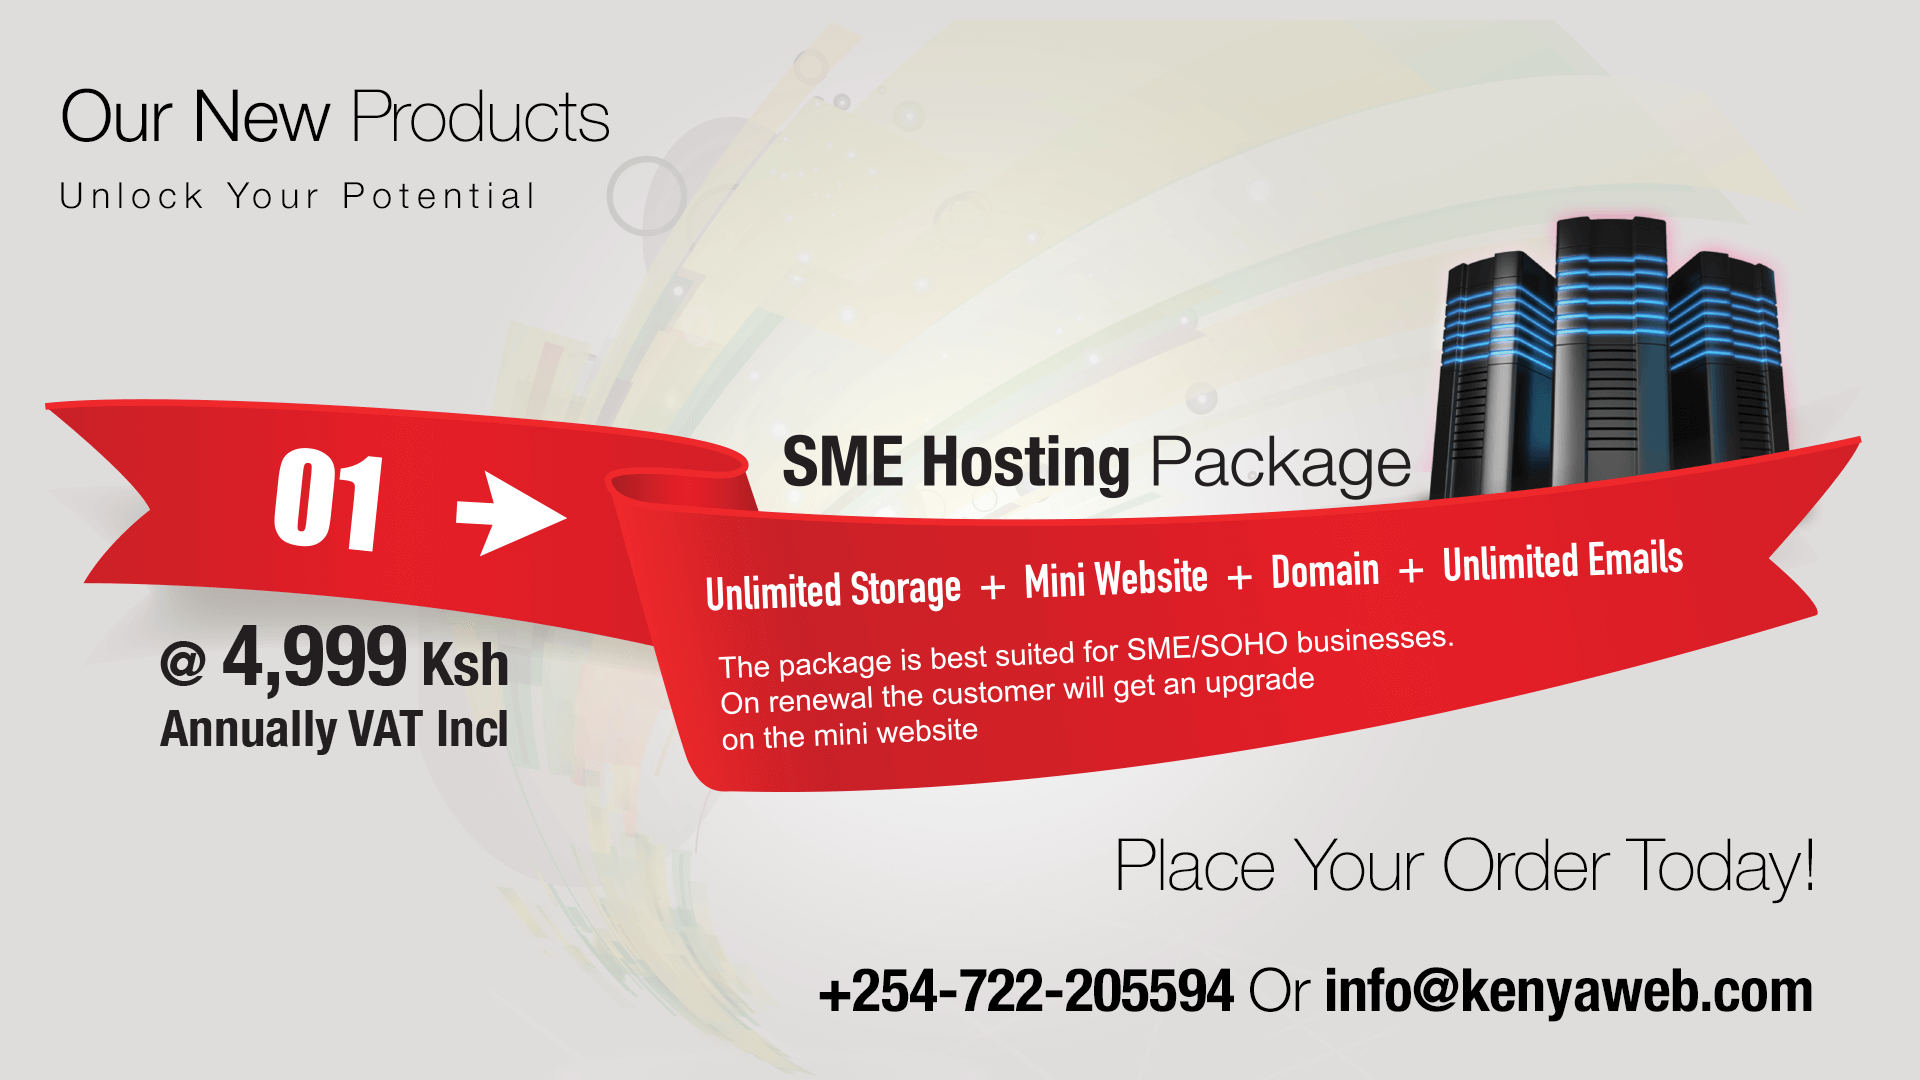 Our New Products
Unlock Your Potential
01
SME Hosting Package
Unlimited Storage + Mini Website + Domain + Unlimited Emails
The package is best suited for SME/SOHO businesses.
On renewal the customer will get an upgrade
on the mini website
@ 4,999 Ksh
Annually VAT Incl
Place Your Order Today!
+254-722-205594 Or info@kenyaweb.com